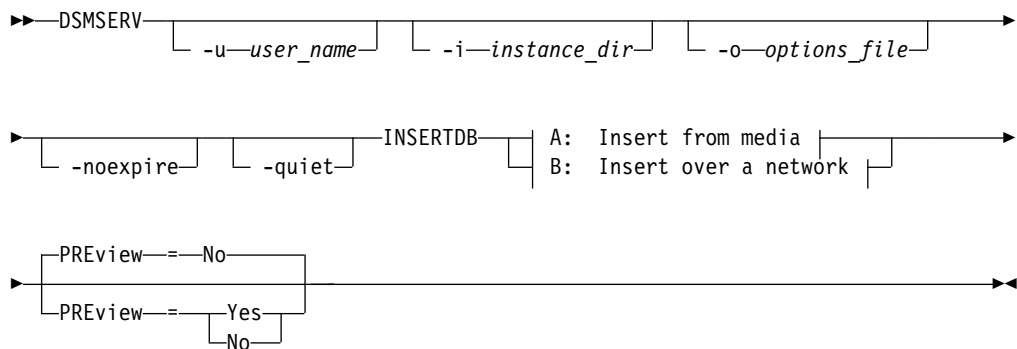 DSMSERV
-u user_name -i instance_dir -o options_file
-noexpire -quiet INSERTDB A: Insert from media
B: Insert over a network
PREview = No
PREview = Yes
No